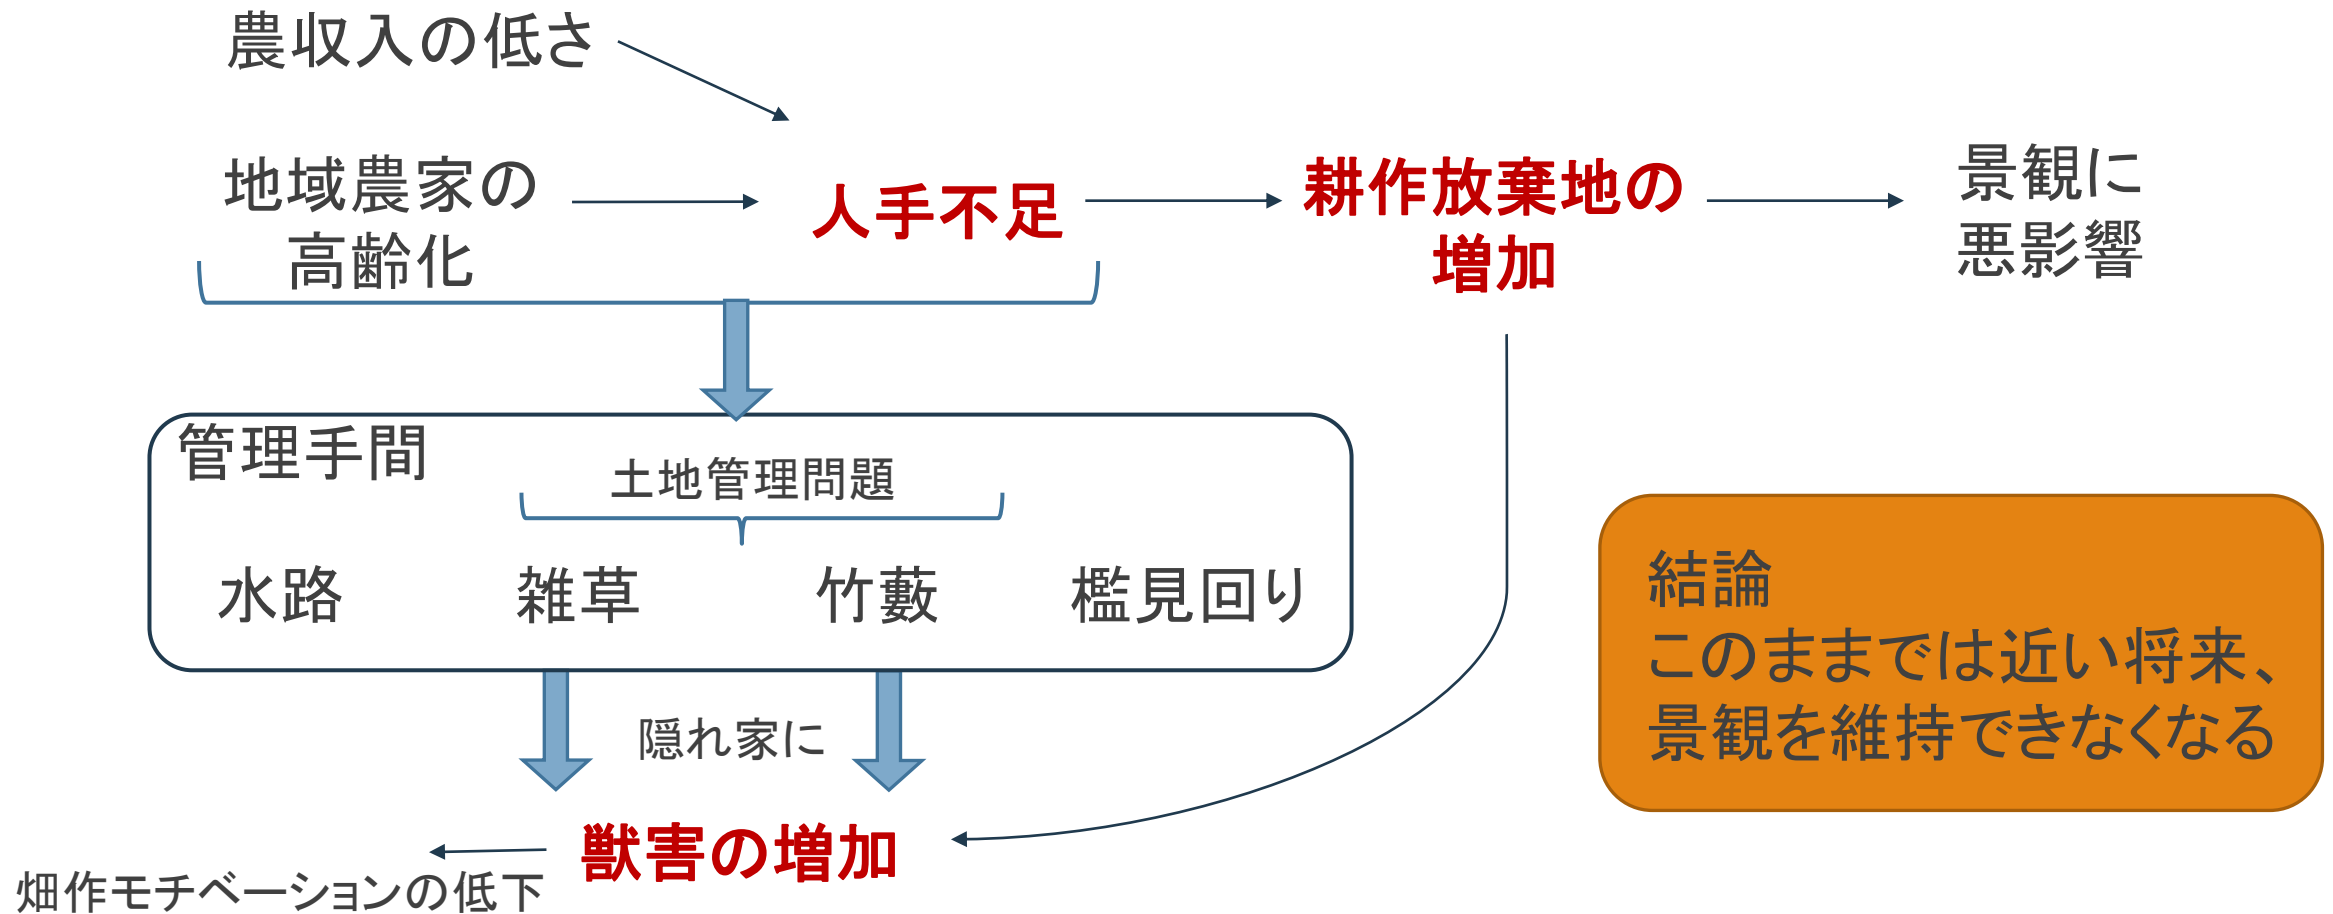 農収入の低さ
地域農家の
高齢化
人手不足
耕作放棄地の
増加
景観に
悪影響
管理手間
土地管理問題
水路
雑草
竹藪
檻見回り
隠れ家に
獣害の増加
畑作モチベーションの低下
結論
このままでは近い将来、
景観を維持できなくなる